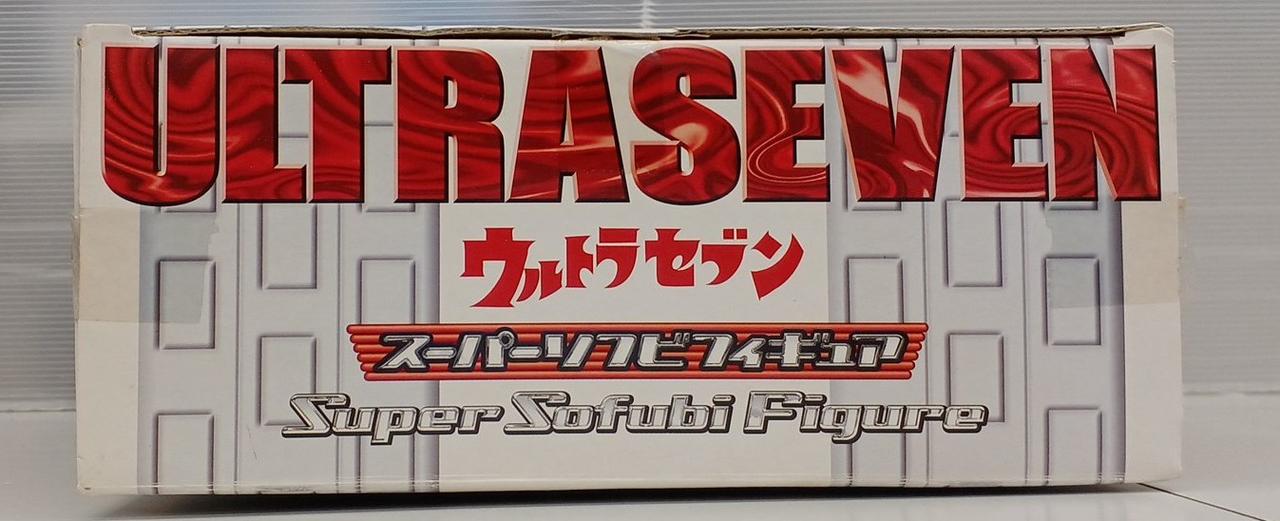 ULTRASEVEN
ウルトラセブン
スーパーソフビフィギュア
Super Sofubi Figure